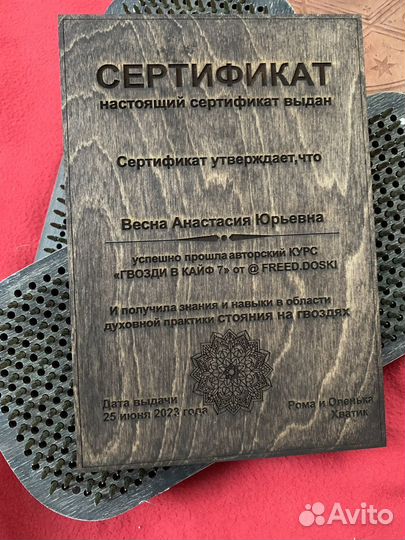 СЕРТИФИКАТ
настоящий сертификат выдан
Сертификат утверждает,что
Весна Анастасия Юрьевна
успешно прошла авторский КУРС
«ГВОЗДИ В КАЙФ 7» от @ FREED.DOSKI
И получила знания и навыки в области
духовной практики стояния на гвоздях
Дата выдачи
25 июня 2023 года
Рома и Оленька
Хватик
Avito